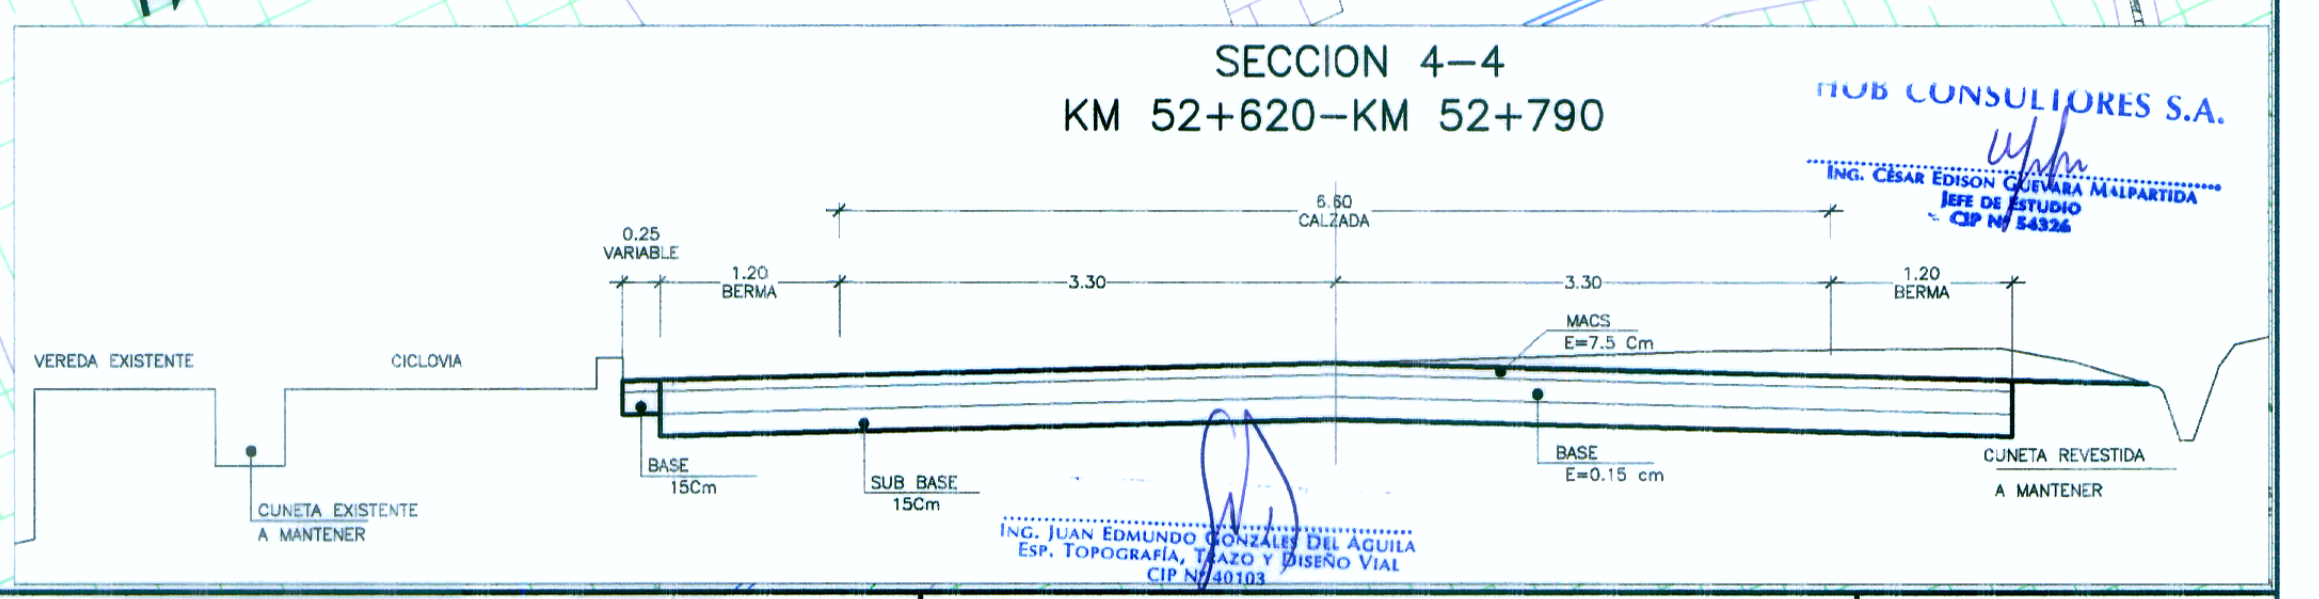 SECCION 4-4
KM 52+620-KM 52+790
HOB CONSULTORES S.A.
ING. CÉSAR EDISON GUEVARA MALPARTIDA
JEFE DE ESTUDIO
CIP Nº 54326
6.60
CALZADA
0.25
VARIABLE
1.20
BERMA
3.30
3.30
1.20
BERMA
MACS
E=7.5 Cm
VEREDA EXISTENTE
CICLOVIA
BASE
15Cm
SUB BASE
15Cm
BASE
E=0.15 cm
CUNETA REVESTIDA
A MANTENER
CUNETA EXISTENTE
A MANTENER
ING. JUAN EDMUNDO GONZALES DEL AGUILA
ESP. TOPOGRAFÍA, TRAZO Y DISEÑO VIAL
CIP Nº 40103